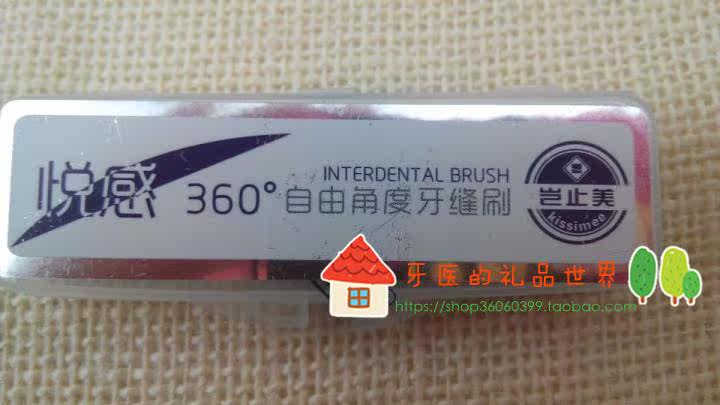 悦感
INTERDENTAL BRUSH
360°自由角度牙缝刷
岂止美
kissimee
牙医的礼品世界
https://shop36060399.taobao.com